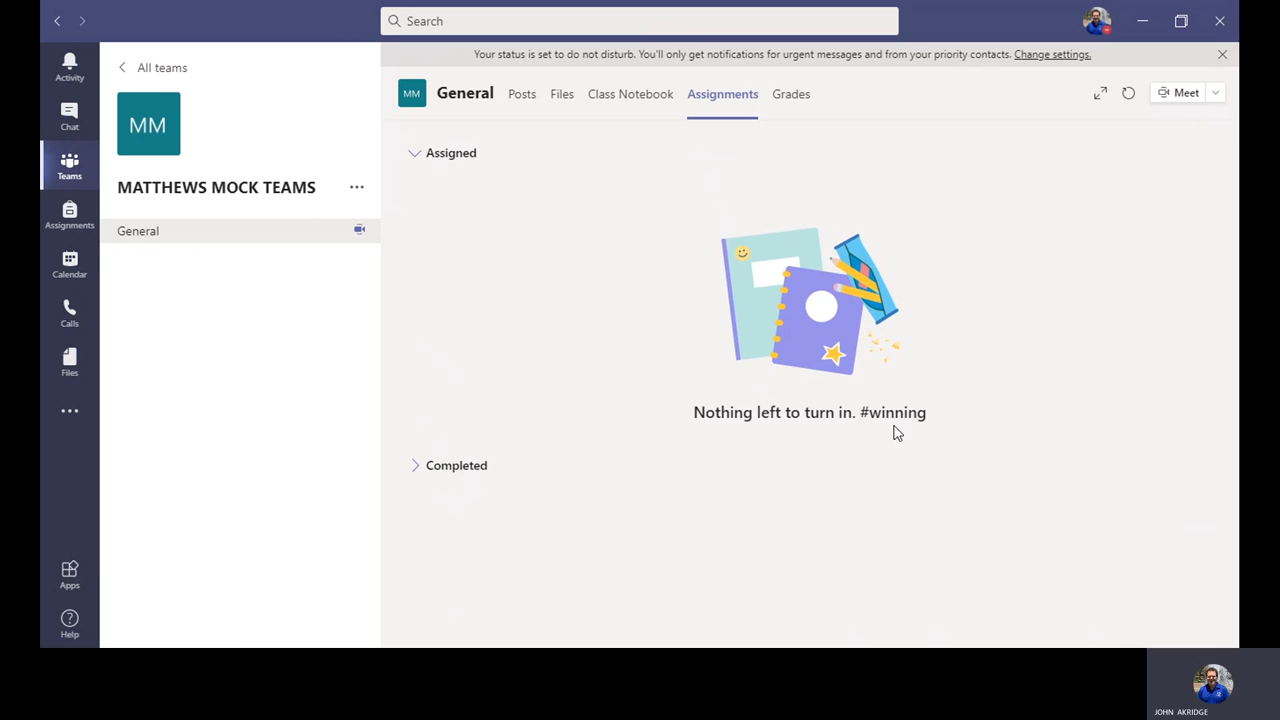 Search
Your status is set to do not disturb. You'll only get notifications for urgent messages and from your priority contacts. Change settings.
Activity
Chat
Teams
Assignments
Calendar
Calls
Files
Apps
Help
All teams
MM
MATTHEWS MOCK TEAMS
General
MM
General
Posts
Files
Class Notebook
Assignments
Grades
Meet
Assigned
Nothing left to turn in. #winning
Completed
JOHN AKRIDGE